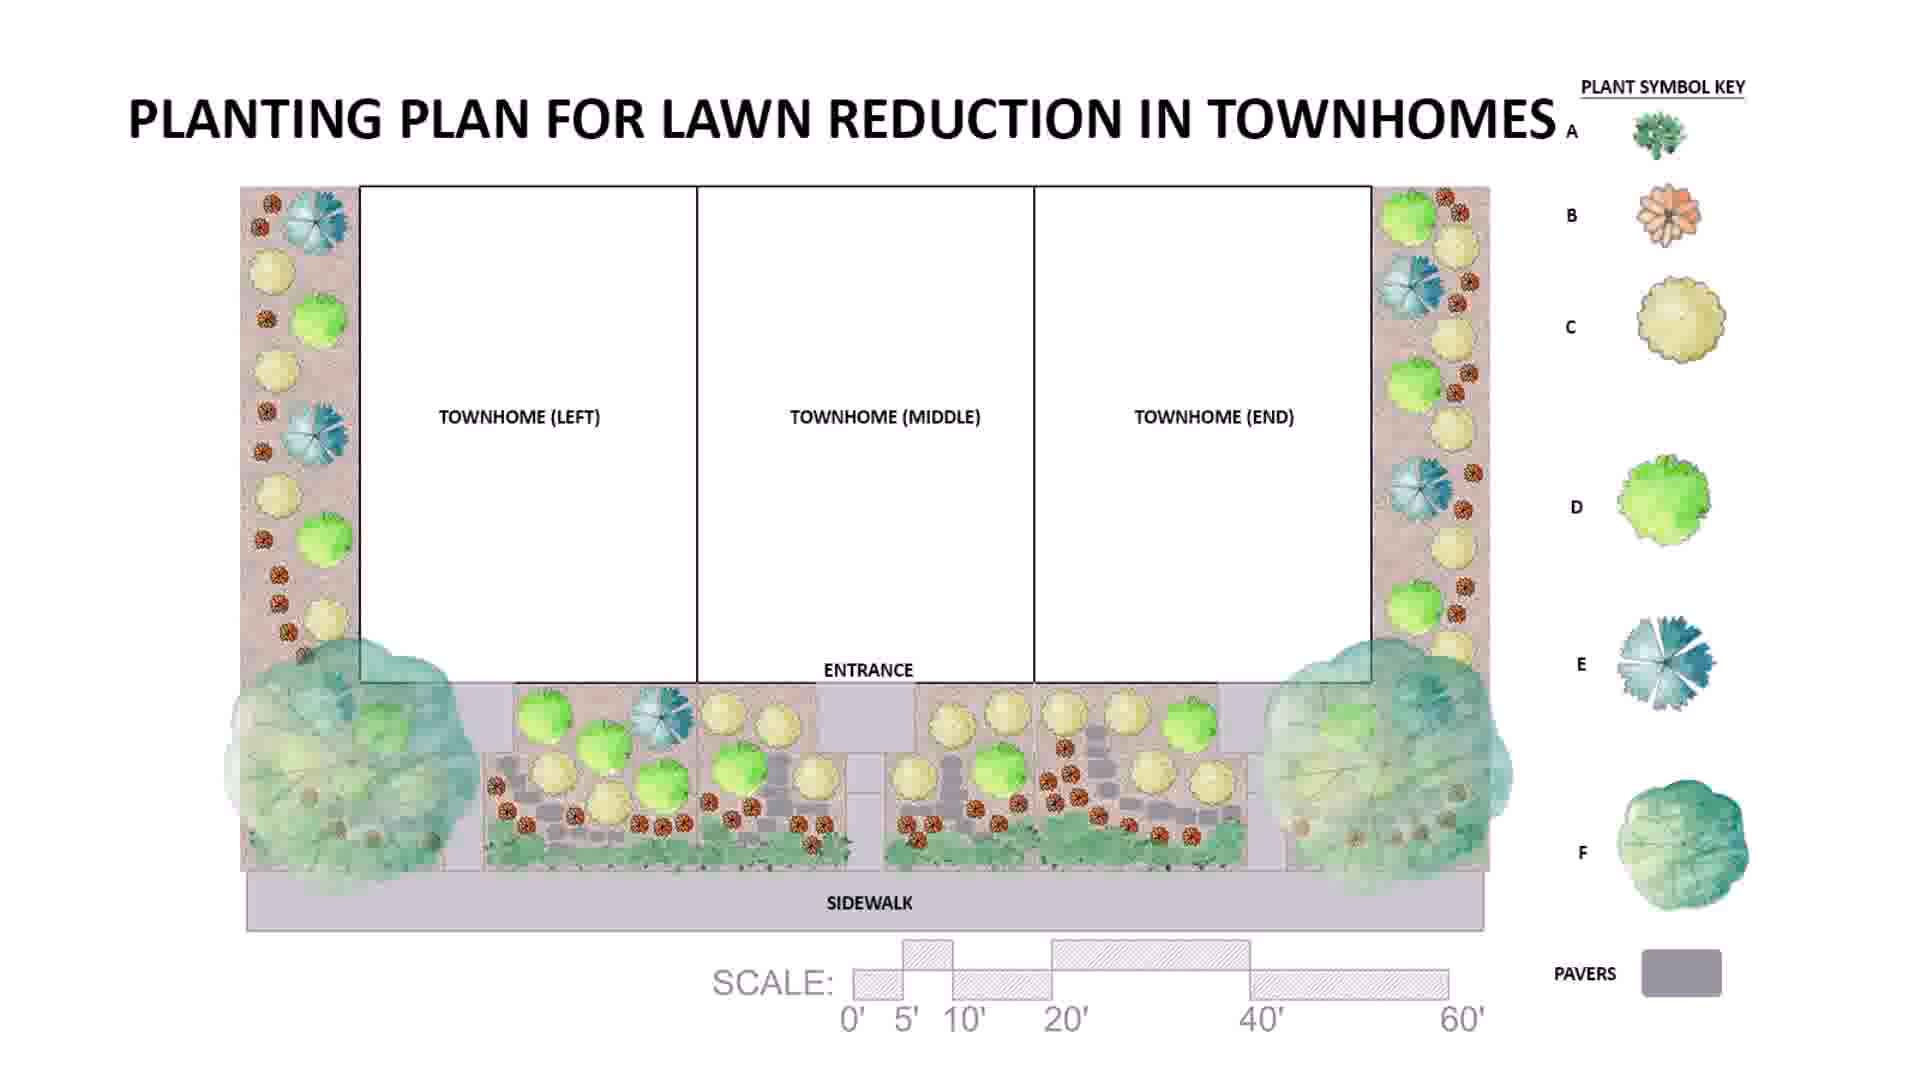 PLANTING PLAN FOR LAWN REDUCTION IN TOWNHOMES
PLANT SYMBOL KEY
A
B
C
D
E
F
PAVERS
TOWNHOME (LEFT)
TOWNHOME (MIDDLE)
TOWNHOME (END)
ENTRANCE
SIDEWALK
SCALE:
0' 5' 10' 20' 40' 60'